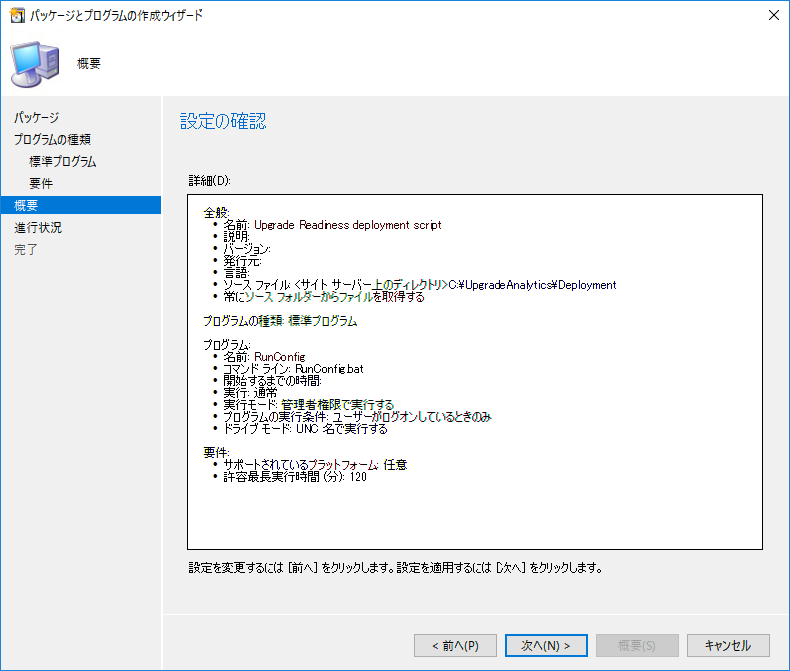 パッケージとプログラムの作成ウィザード
概要
パッケージ
プログラムの種類
標準プログラム
要件
概要
進行状況
完了
設定の確認
詳細(D):
全般:
• 名前: Upgrade Readiness deployment script
• 説明:
• バージョン:
• 発行元:
• 言語:
• ソース ファイル: <サイト サーバー上のディレクトリ>C:\UpgradeAnalytics\Deployment
• 常にソース フォルダーからファイルを取得する
プログラムの種類: 標準プログラム
プログラム:
• 名前: RunConfig
• コマンド ライン: RunConfig.bat
• 開始するまでの時間:
• 実行: 通常
• 実行モード: 管理者権限で実行する
• プログラムの実行条件: ユーザーがログオンしているときのみ
• ドライブ モード: UNC 名で実行する
要件:
• サポートされているプラットフォーム: 任意
• 許容最長実行時間 (分): 120
設定を変更するには [前へ] をクリックします。設定を適用するには [次へ] をクリックします。
< 前へ(P)
次へ(N) >
概要(S)
キャンセル